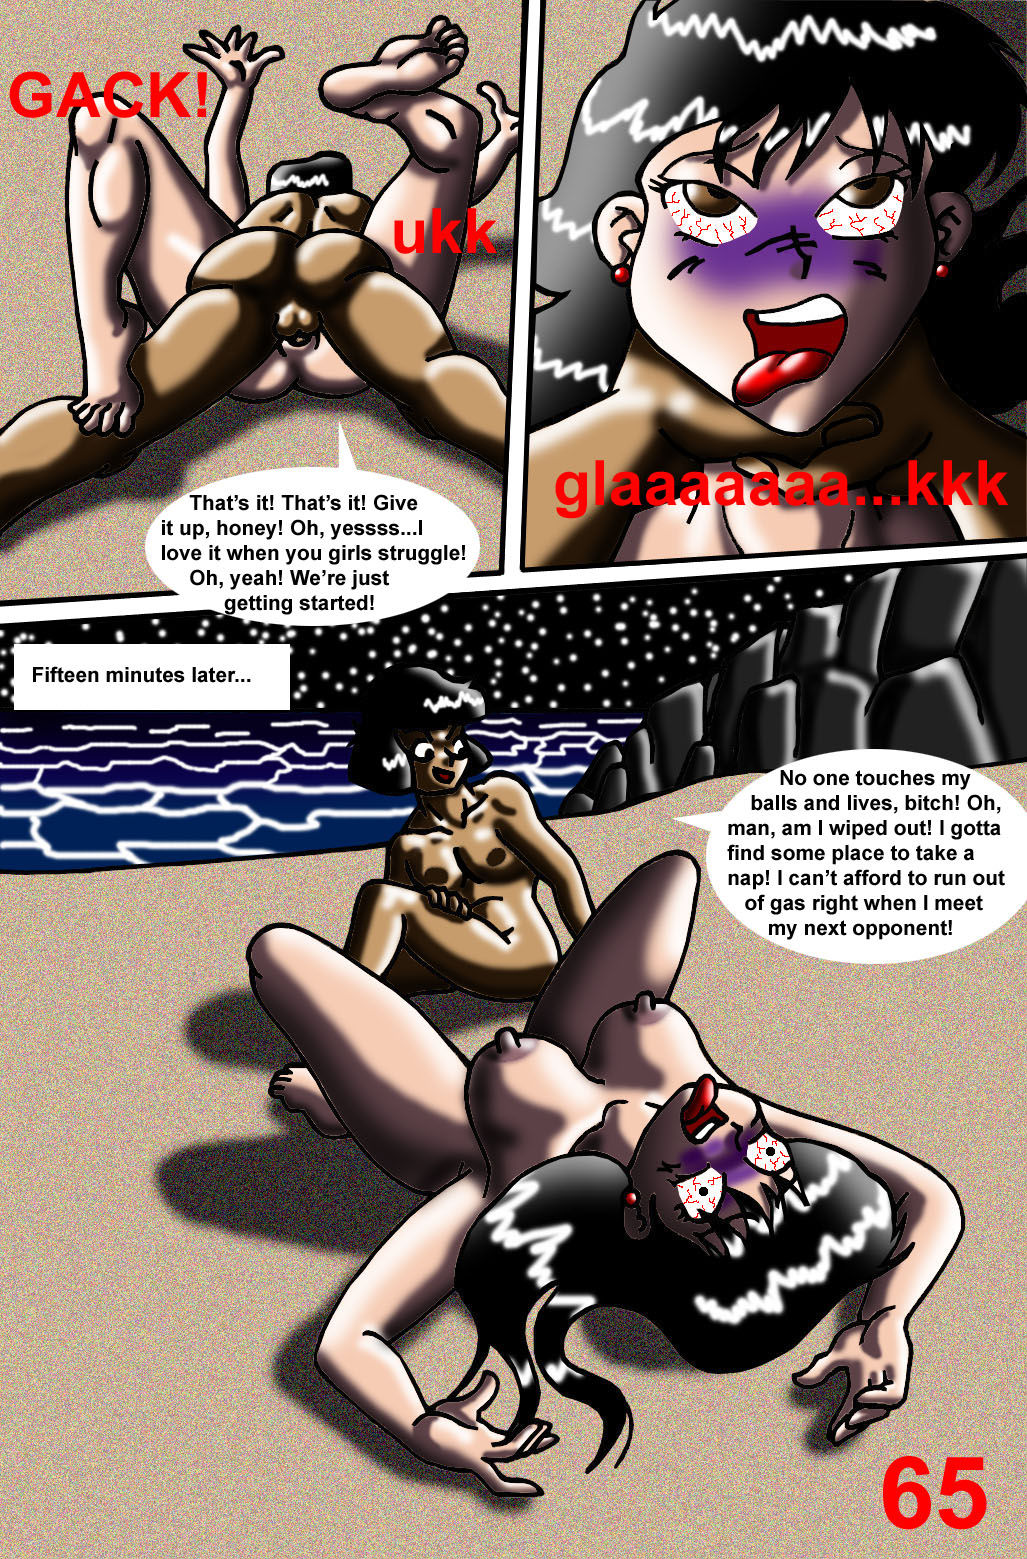 GACK!
ukk
That's it! That's it! Give
it up, honey! Oh, yessss...I
love it when you girls struggle!
Oh, yeah! We're just
getting started!
glaaaaaaa...kkk
Fifteen minutes later...
No one touches my
balls and lives, bitch! Oh,
man, am I wiped out! I gotta
find some place to take a
nap! I can't afford to run out
of gas right when I meet
my next opponent!
65